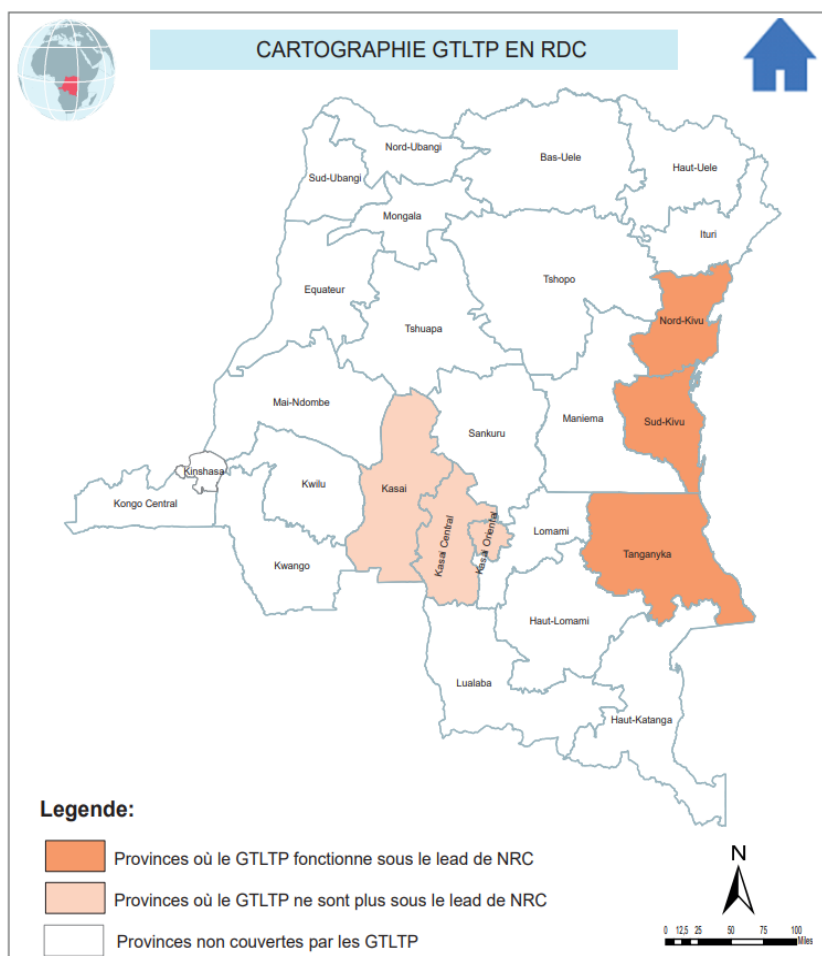 CARTOGRAPHIE GTLTP EN RDC
Nord-Ubangi
Bas-Uele
Haut-Uele
Sud-Ubangi
Mongala
Ituri
Equateur
Tshopo
Nord-Kivu
Tshuapa
Mai-Ndombe
Sankuru
Maniema
Sud-Kivu
Kinshasa
Kwilu
Kasai
Kongo Central
Kasai Central
Kasai Oriental
Lomami
Tanganyka
Kwango
Haut-Lomami
Lualaba
Haut-Katanga
Legende:
Provinces où le GTLTP fonctionne sous le lead de NRC
Provinces où le GTLTP ne sont plus sous le lead de NRC
Provinces non couvertes par les GTLTP
N
0 12,5 25 50 75 100
Miles